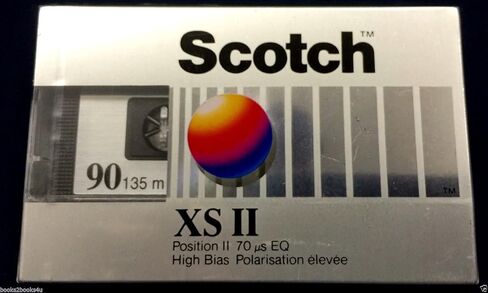 Scotch™
90 135 m
TM
XS II
Position II 70 µs EQ
High Bias Polarisation élevée
books2books4u